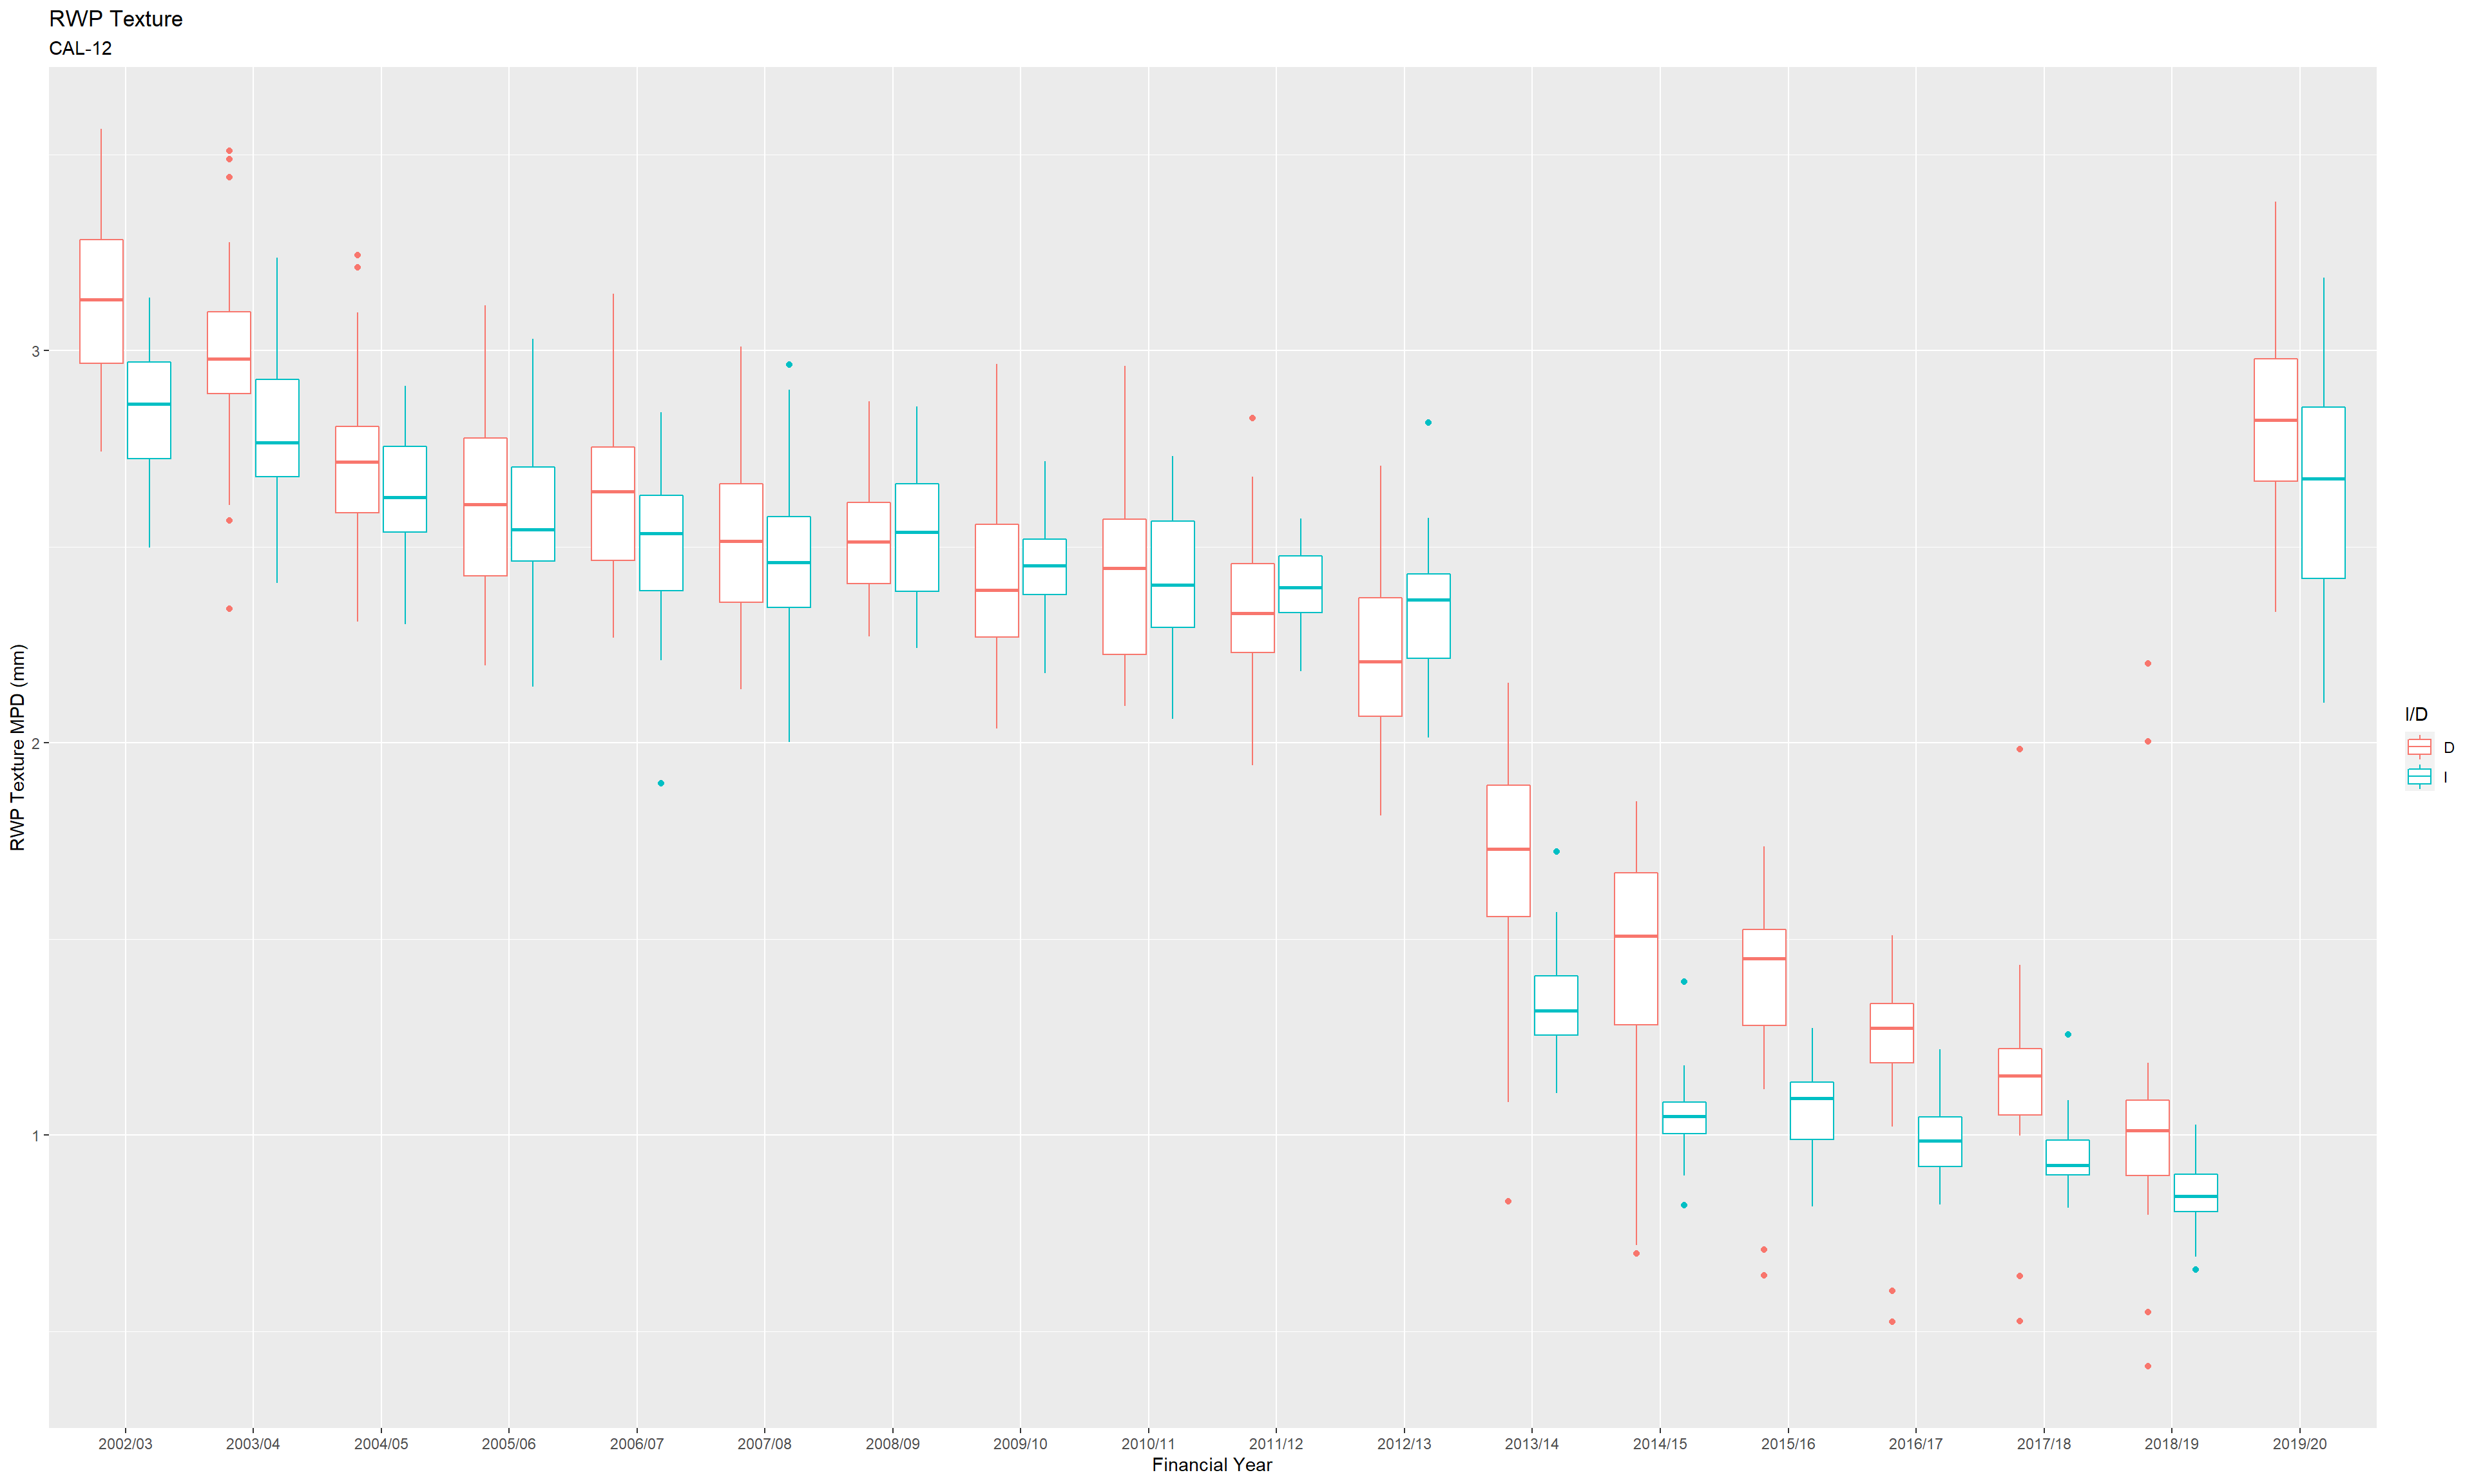 RWP Texture
CAL-12
RWP Texture MPD (mm)
3
2
1
2002/03 2003/04 2004/05 2005/06 2006/07 2007/08 2008/09 2009/10 2010/11 2011/12 2012/13 2013/14 2014/15 2015/16 2016/17 2017/18 2018/19 2019/20
Financial Year
I/D
D
I